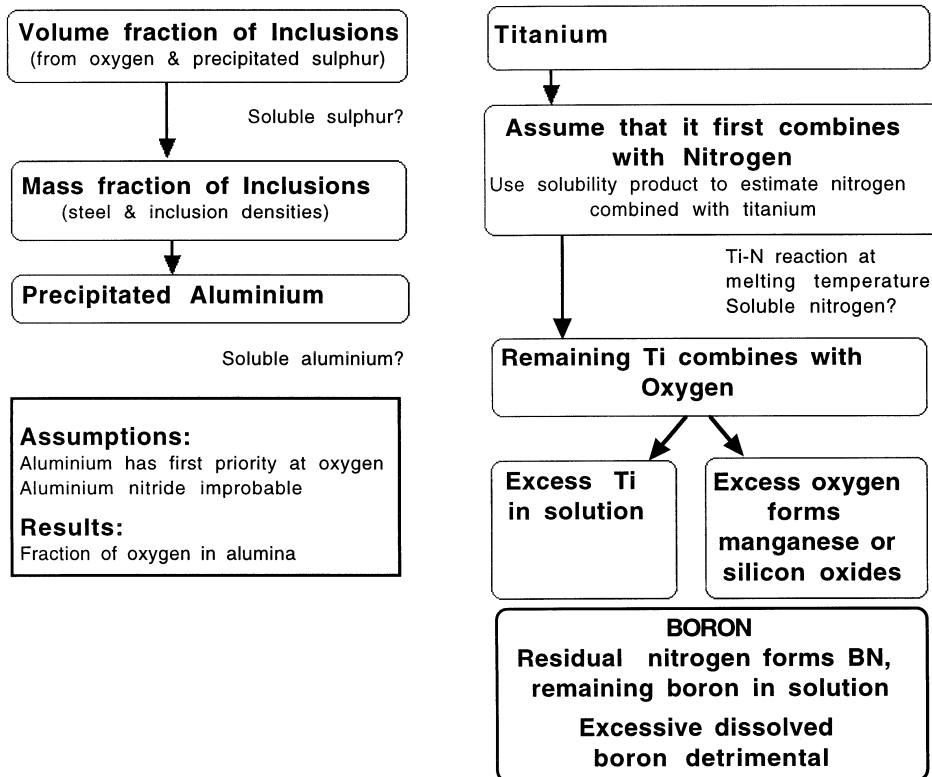 Volume fraction of Inclusions
(from oxygen & precipitated sulphur)
Soluble sulphur?
Mass fraction of Inclusions
(steel & inclusion densities)
Precipitated Aluminium
Soluble aluminium?
Assumptions:
Aluminium has first priority at oxygen
Aluminium nitride improbable
Results:
Fraction of oxygen in alumina
Titanium
Assume that it first combines
with Nitrogen
Use solubility product to estimate nitrogen
combined with titanium
Ti-N reaction at
melting temperature
Soluble nitrogen?
Remaining Ti combines with
Oxygen
Excess Ti
in solution
Excess oxygen
forms
manganese or
silicon oxides
BORON
Residual nitrogen forms BN,
remaining boron in solution
Excessive dissolved
boron detrimental